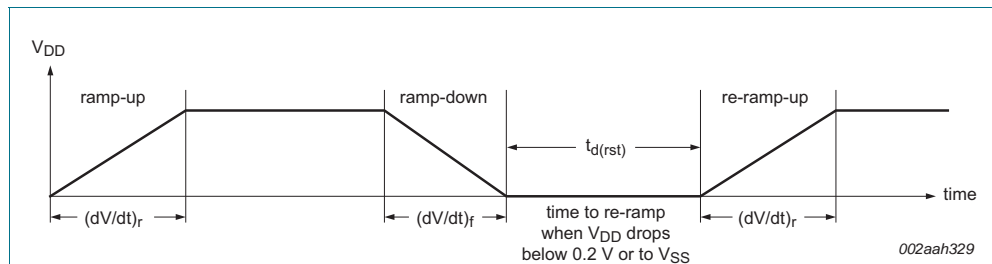 VDD
ramp-up
ramp-down
re-ramp-up
td(rst)
time
(dV/dt)r
(dV/dt)f
time to re-ramp
when VDD drops
below 0.2 V or to VSS
(dV/dt)r
002aah329